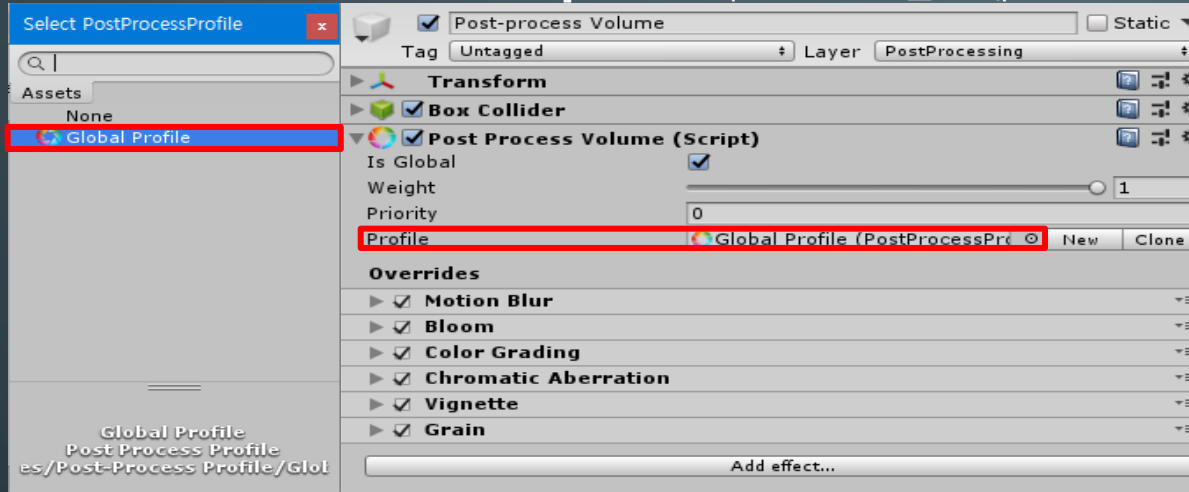 Select PostProcessProfile
x
Assets
None
Global Profile
Global Profile
Post Process Profile
es/Post-Process Profile/Glol
Post-process Volume
Static
Tag Untagged Layer PostProcessing
Transform
Box Collider
Post Process Volume (Script)
Is Global
Weight 1
Priority 0
Profile Global Profile (PostProcessPro New Clone
Overrides
Motion Blur
Bloom
Color Grading
Chromatic Aberration
Vignette
Grain
Add effect...